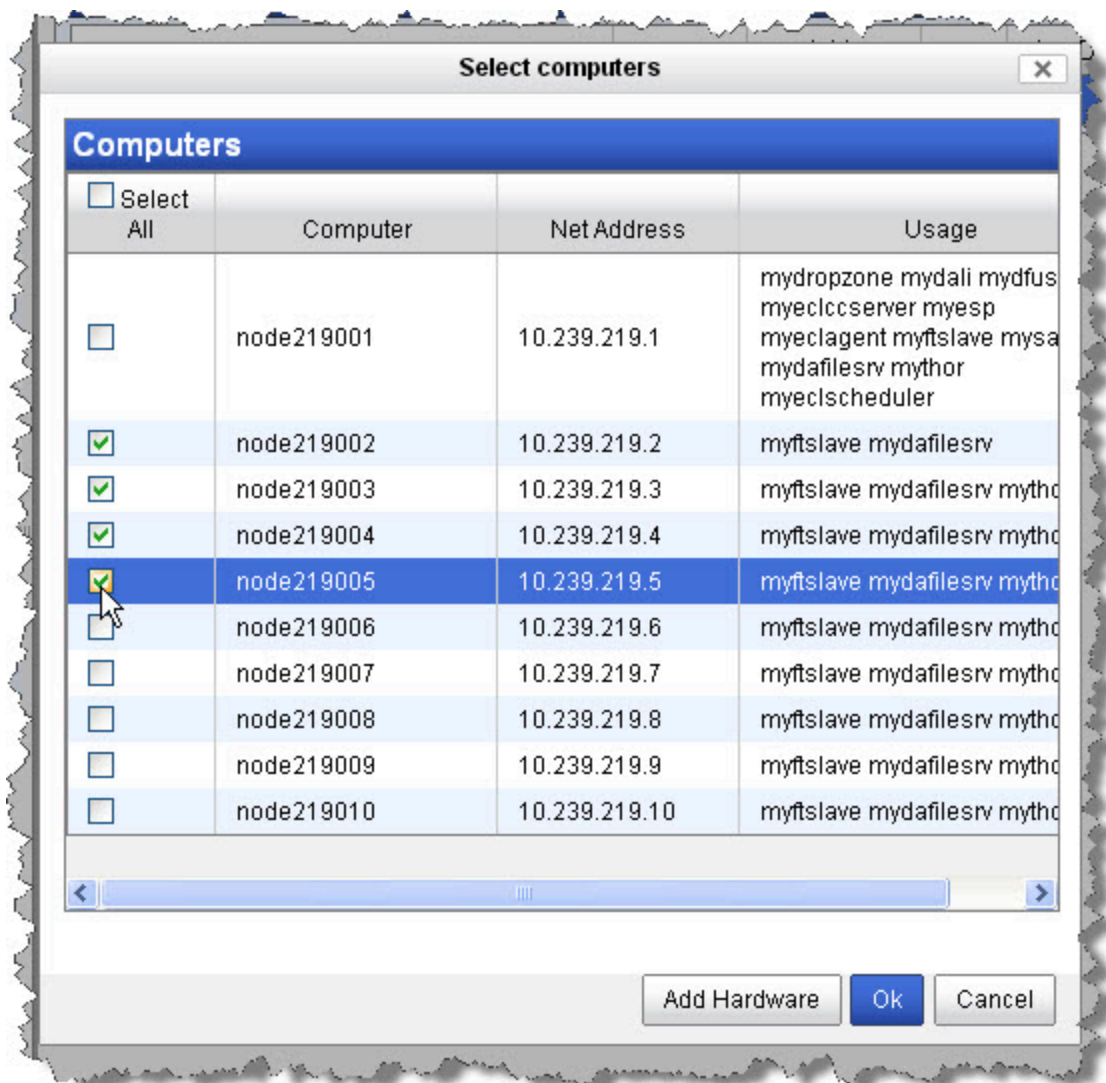 Select computers
Computers
Select
All
Computer
Net Address
Usage
node219001
10.239.219.1
mydropzone mydali mydfus
myeclccserver myesp
myeclagent myftslave mysa
mydafilesrv mythor
myeclscheduler
node219002 10.239.219.2 myftslave mydafilesrv
node219003 10.239.219.3 myftslave mydafilesrv mytho
node219004 10.239.219.4 myftslave mydafilesrv mytho
node219005 10.239.219.5 myftslave mydafilesrv mytho
node219006 10.239.219.6 myftslave mydafilesrv mytho
node219007 10.239.219.7 myftslave mydafilesrv mytho
node219008 10.239.219.8 myftslave mydafilesrv mytho
node219009 10.239.219.9 myftslave mydafilesrv mytho
node219010 10.239.219.10 myftslave mydafilesrv mytho
Add Hardware Ok Cancel